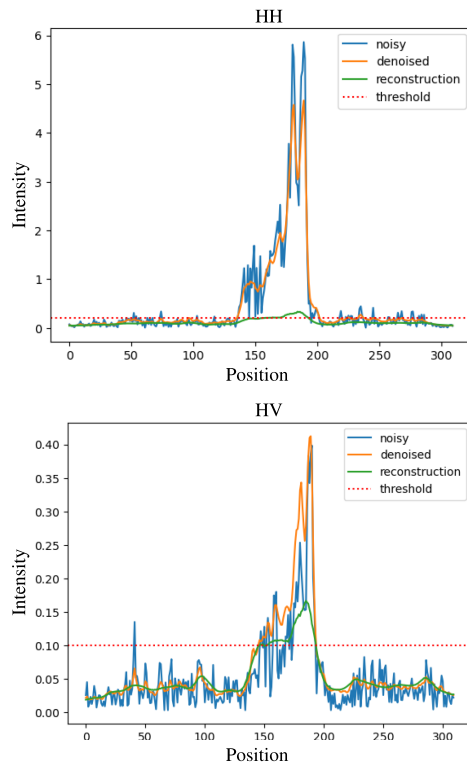 HH
6
5
4
3
2
1
0
Intensity
noisy
denoised
reconstruction
threshold
0 50 100 150 200 250 300
Position
HV
0.40
0.35
0.30
0.25
0.20
0.15
0.10
0.05
0.00
Intensity
noisy
denoised
reconstruction
threshold
0 50 100 150 200 250 300
Position